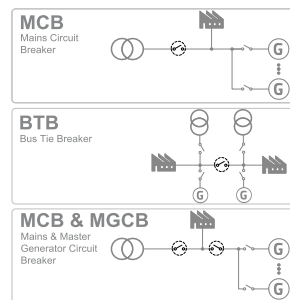 MCB
Mains Circuit
Breaker
G
G
BTB
Bus Tie Breaker
G
G
MCB & MGCB
Mains & Master
Generator Circuit
Breaker
G
G